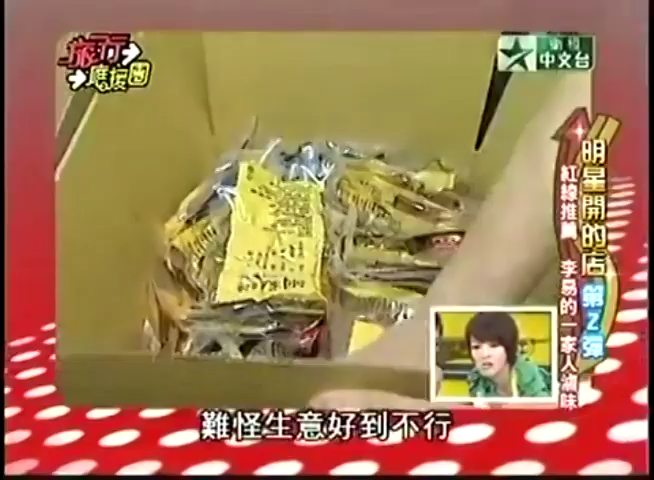 旅行
應援團
衛視
中文台
明星開的店 第2彈
紅線推薦 李易的一家人滷味
難怪生意好到不行